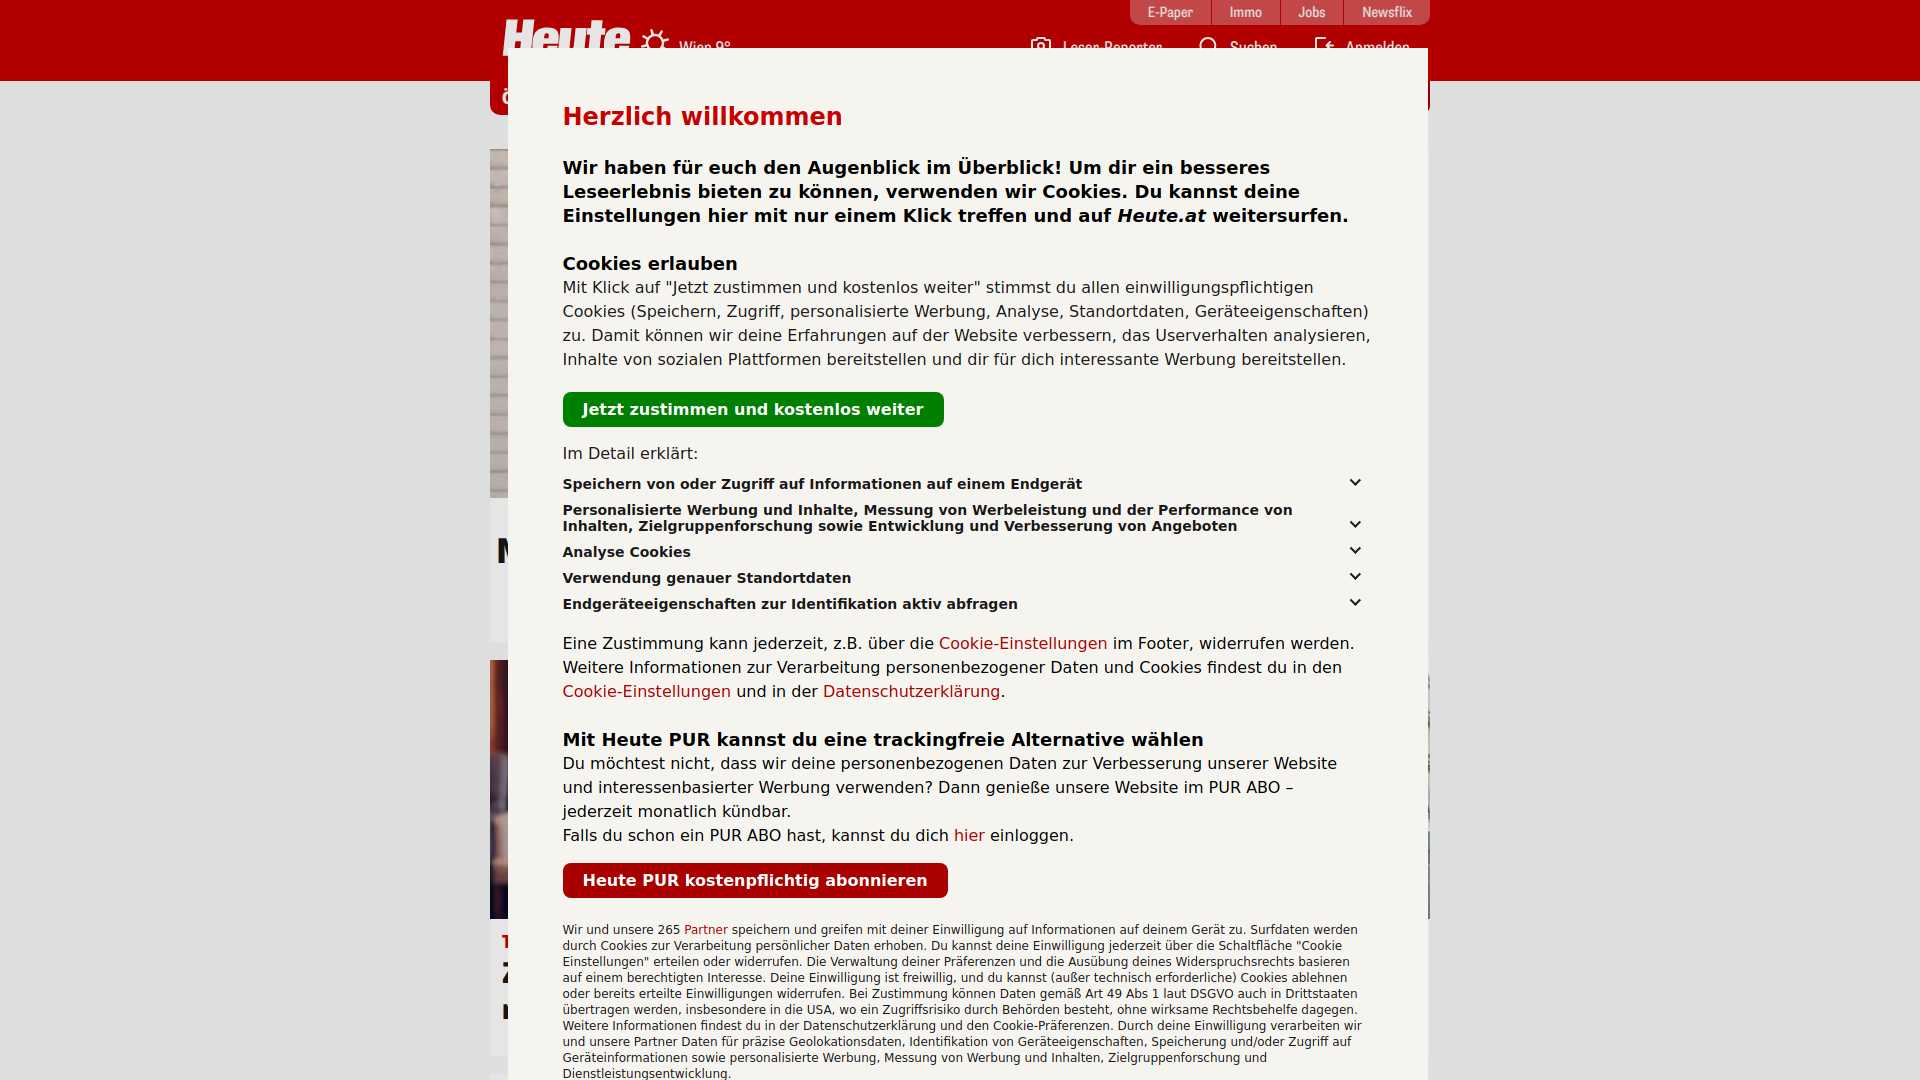 E-Paper
Immo
Jobs
Newsflix
Heute
Wien 9°
Leser-Reporter
Suchen
Anmelden
Herzlich willkommen
Wir haben für euch den Augenblick im Überblick! Um dir ein besseres
Leseerlebnis bieten zu können, verwenden wir Cookies. Du kannst deine
Einstellungen hier mit nur einem Klick treffen und auf Heute.at weitersurfen.
Cookies erlauben
Mit Klick auf "Jetzt zustimmen und kostenlos weiter" stimmst du allen einwilligungspflichtigen
Cookies (Speichern, Zugriff, personalisierte Werbung, Analyse, Standortdaten, Geräteeigenschaften)
zu. Damit können wir deine Erfahrungen auf der Website verbessern, das Userverhalten analysieren,
Inhalte von sozialen Plattformen bereitstellen und dir für dich interessante Werbung bereitstellen.
Jetzt zustimmen und kostenlos weiter
Im Detail erklärt:
Speichern von oder Zugriff auf Informationen auf einem Endgerät
Personalisierte Werbung und Inhalte, Messung von Werbeleistung und der Performance von
Inhalten, Zielgruppenforschung sowie Entwicklung und Verbesserung von Angeboten
Analyse Cookies
Verwendung genauer Standortdaten
Endgeräteeigenschaften zur Identifikation aktiv abfragen
Eine Zustimmung kann jederzeit, z.B. über die Cookie-Einstellungen im Footer, widerrufen werden.
Weitere Informationen zur Verarbeitung personenbezogener Daten und Cookies findest du in den
Cookie-Einstellungen und in der Datenschutzerklärung.
Mit Heute PUR kannst du eine trackingfreie Alternative wählen
Du möchtest nicht, dass wir deine personenbezogenen Daten zur Verbesserung unserer Website
und interessenbasierter Werbung verwenden? Dann genieße unsere Website im PUR ABO –
jederzeit monatlich kündbar.
Falls du schon ein PUR ABO hast, kannst du dich hier einloggen.
Heute PUR kostenpflichtig abonnieren
Wir und unsere 265 Partner speichern und greifen mit deiner Einwilligung auf Informationen auf deinem Gerät zu. Surfdaten werden
durch Cookies zur Verarbeitung persönlicher Daten erhoben. Du kannst deine Einwilligung jederzeit über die Schaltfläche "Cookie
Einstellungen" erteilen oder widerrufen. Die Verwaltung deiner Präferenzen und die Ausübung deines Widerspruchsrechts basieren
auf einem berechtigten Interesse. Deine Einwilligung ist freiwillig, und du kannst (außer technisch erforderliche) Cookies ablehnen
oder bereits erteilte Einwilligungen widerrufen. Bei Zustimmung können Daten gemäß Art 49 Abs 1 laut DSGVO auch in Drittstaaten
übertragen werden, insbesondere in die USA, wo ein Zugriffsrisiko durch Behörden besteht, ohne wirksame Rechtsbehelfe dagegen.
Weitere Informationen findest du in der Datenschutzerklärung und den Cookie-Präferenzen. Durch deine Einwilligung verarbeiten wir
und unsere Partner Daten für präzise Geolokationsdaten, Identifikation von Geräteeigenschaften, Speicherung und/oder Zugriff auf
Geräteinformationen sowie personalisierte Werbung, Messung von Werbung und Inhalten, Zielgruppenforschung und
Dienstleistungsentwicklung.